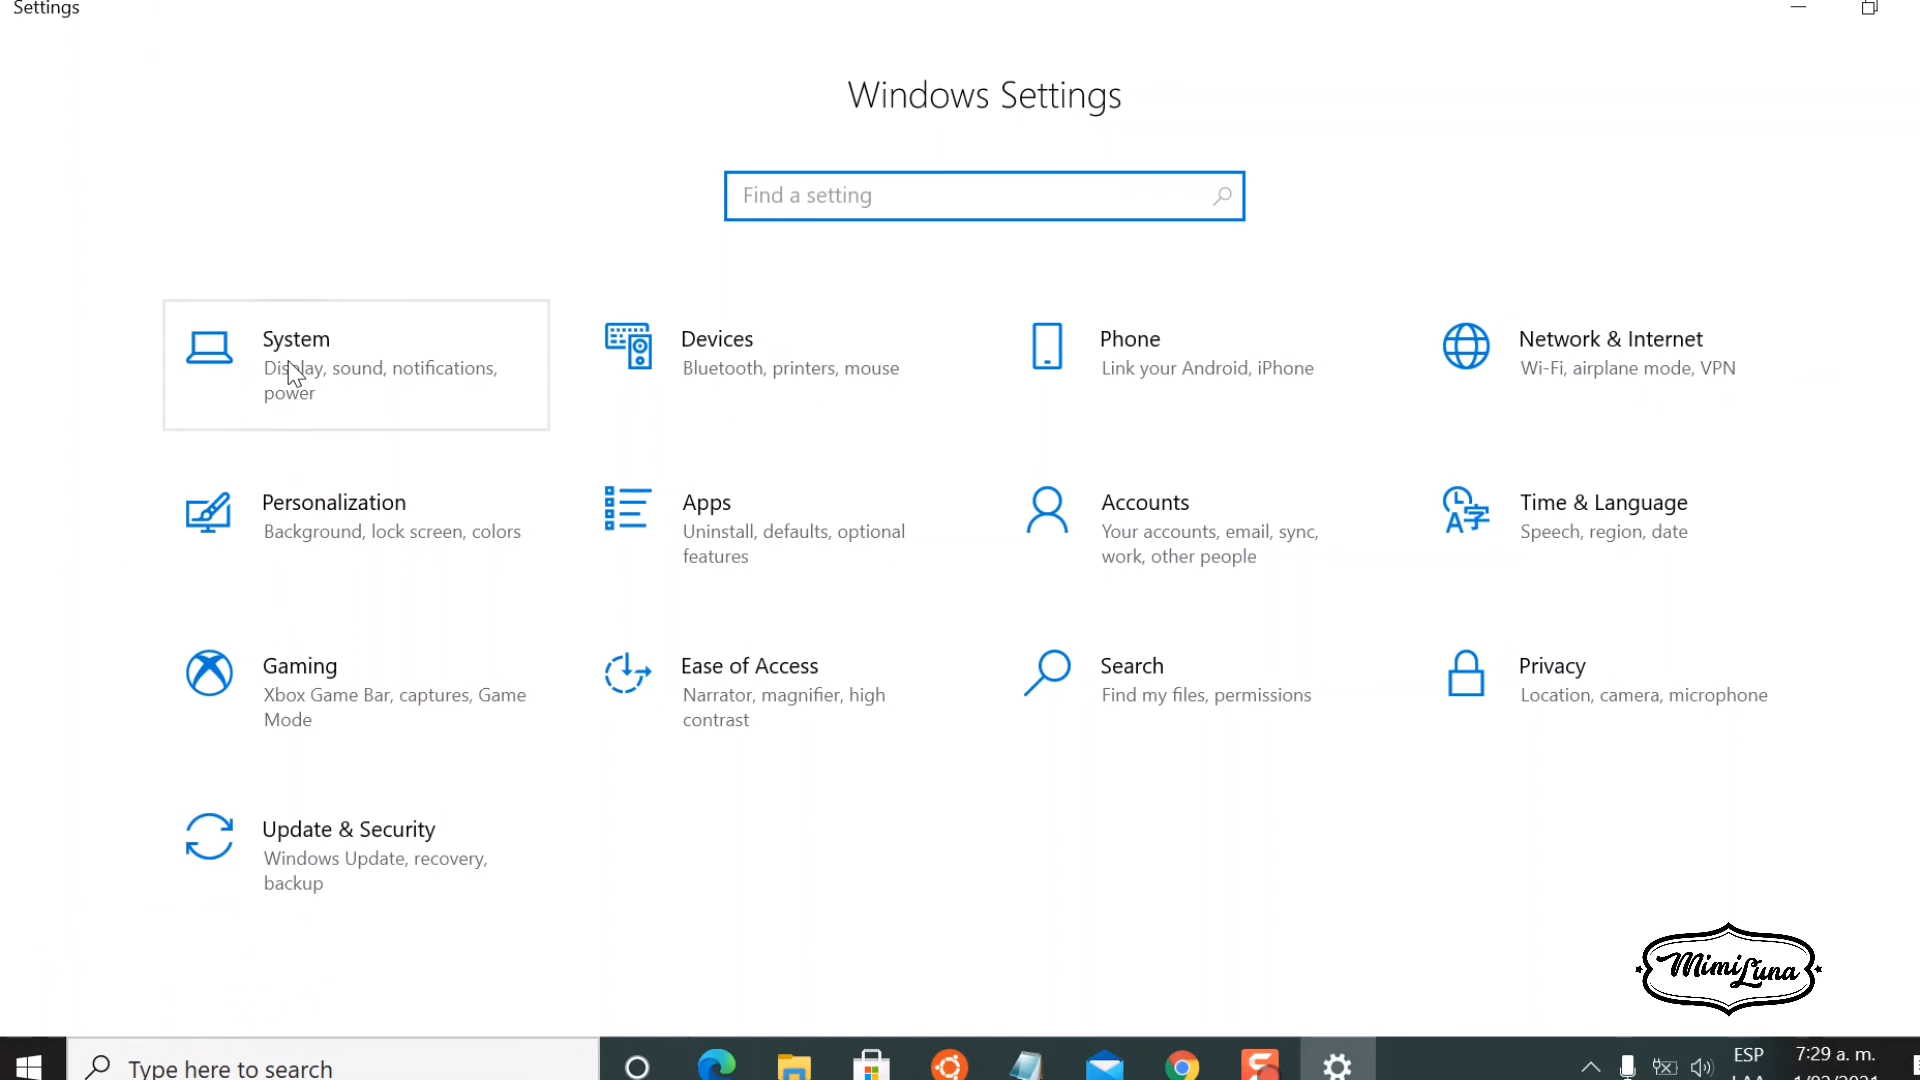 Settings
Windows Settings
Find a setting
System
Display, sound, notifications,
power
Devices
Bluetooth, printers, mouse
Phone
Link your Android, iPhone
Network & Internet
Wi-Fi, airplane mode, VPN
Personalization
Background, lock screen, colors
Apps
Uninstall, defaults, optional
features
Accounts
Your accounts, email, sync,
work, other people
Time & Language
Speech, region, date
Gaming
Xbox Game Bar, captures, Game
Mode
Ease of Access
Narrator, magnifier, high
contrast
Search
Find my files, permissions
Privacy
Location, camera, microphone
Update & Security
Windows Update, recovery,
backup
Mimi Luna
Type here to search
ESP
7:29 a. m.